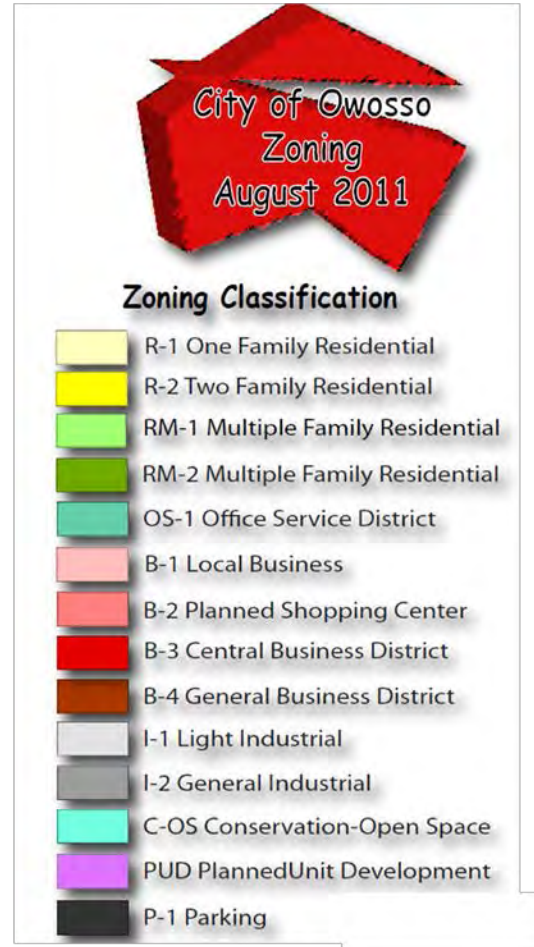 City of Owosso
Zoning
August 2011
Zoning Classification
R-1 One Family Residential
R-2 Two Family Residential
RM-1 Multiple Family Residential
RM-2 Multiple Family Residential
OS-1 Office Service District
B-1 Local Business
B-2 Planned Shopping Center
B-3 Central Business District
B-4 General Business District
I-1 Light Industrial
I-2 General Industrial
C-OS Conservation-Open Space
PUD PlannedUnit Development
P-1 Parking